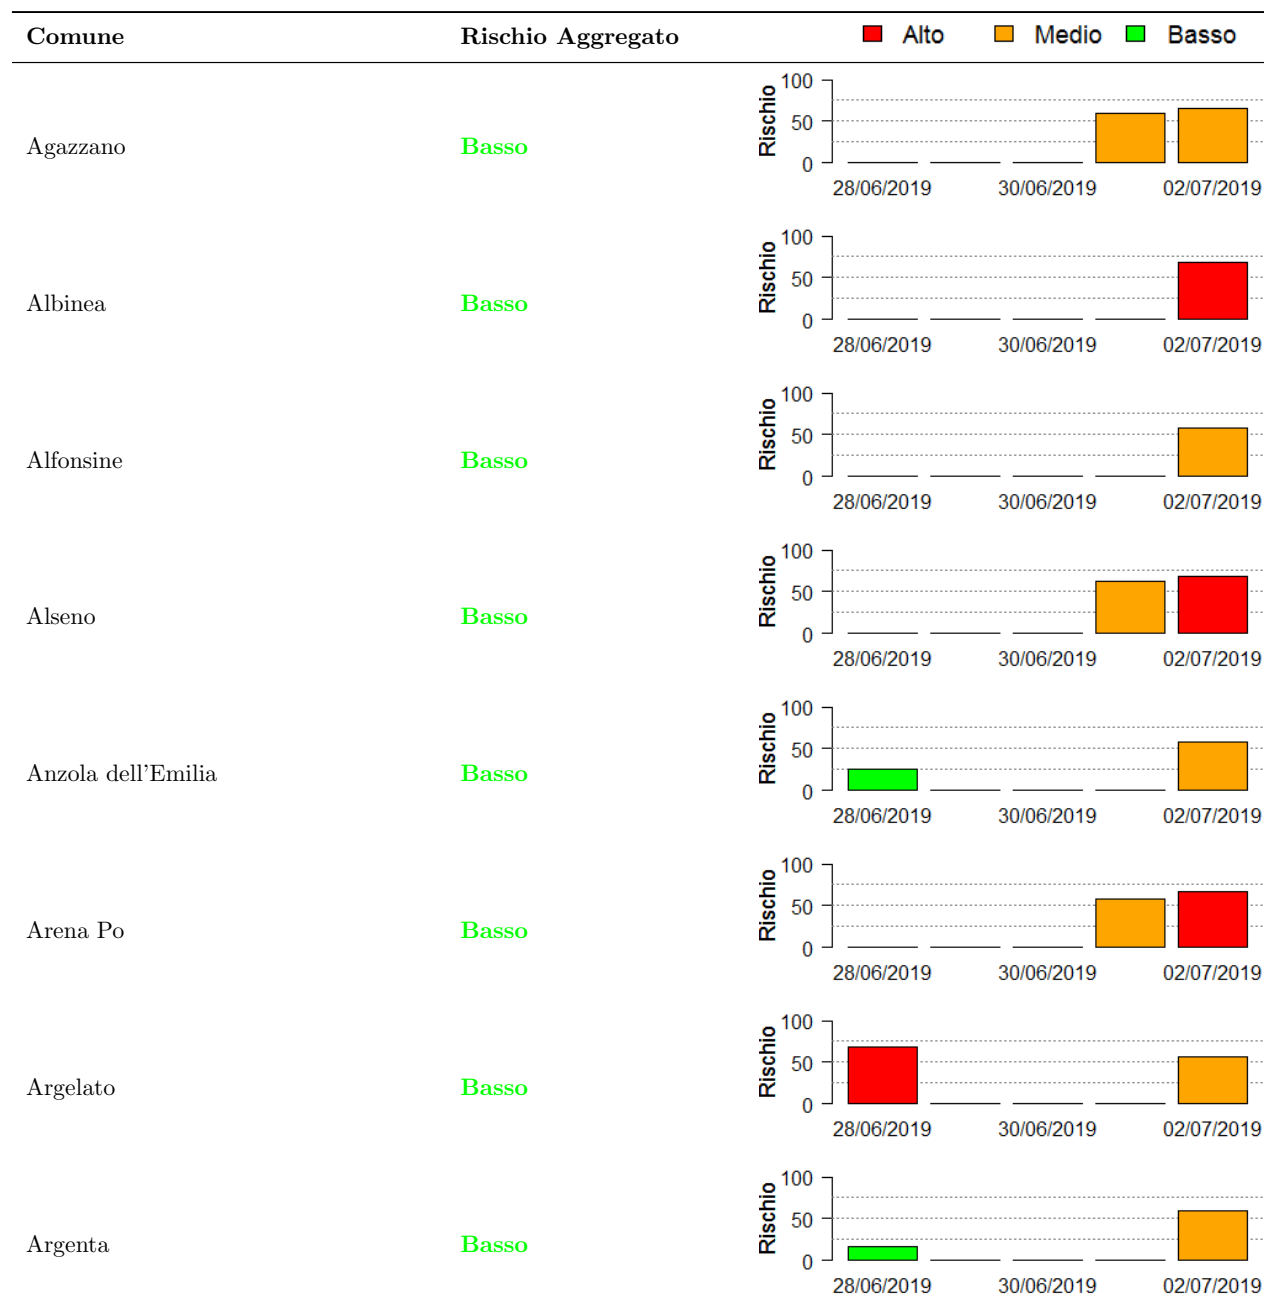 Comune Rischio Aggregato Alto Medio Basso
Agazzano Basso Rischio 0 50 100
28/06/2019 30/06/2019 02/07/2019
Albinea Basso Rischio 0 50 100
28/06/2019 30/06/2019 02/07/2019
Alfonsine Basso Rischio 0 50 100
28/06/2019 30/06/2019 02/07/2019
Alseno Basso Rischio 0 50 100
28/06/2019 30/06/2019 02/07/2019
Anzola dell'Emilia Basso Rischio 0 50 100
28/06/2019 30/06/2019 02/07/2019
Arena Po Basso Rischio 0 50 100
28/06/2019 30/06/2019 02/07/2019
Argelato Basso Rischio 0 50 100
28/06/2019 30/06/2019 02/07/2019
Argenta Basso Rischio 0 50 100
28/06/2019 30/06/2019 02/07/2019